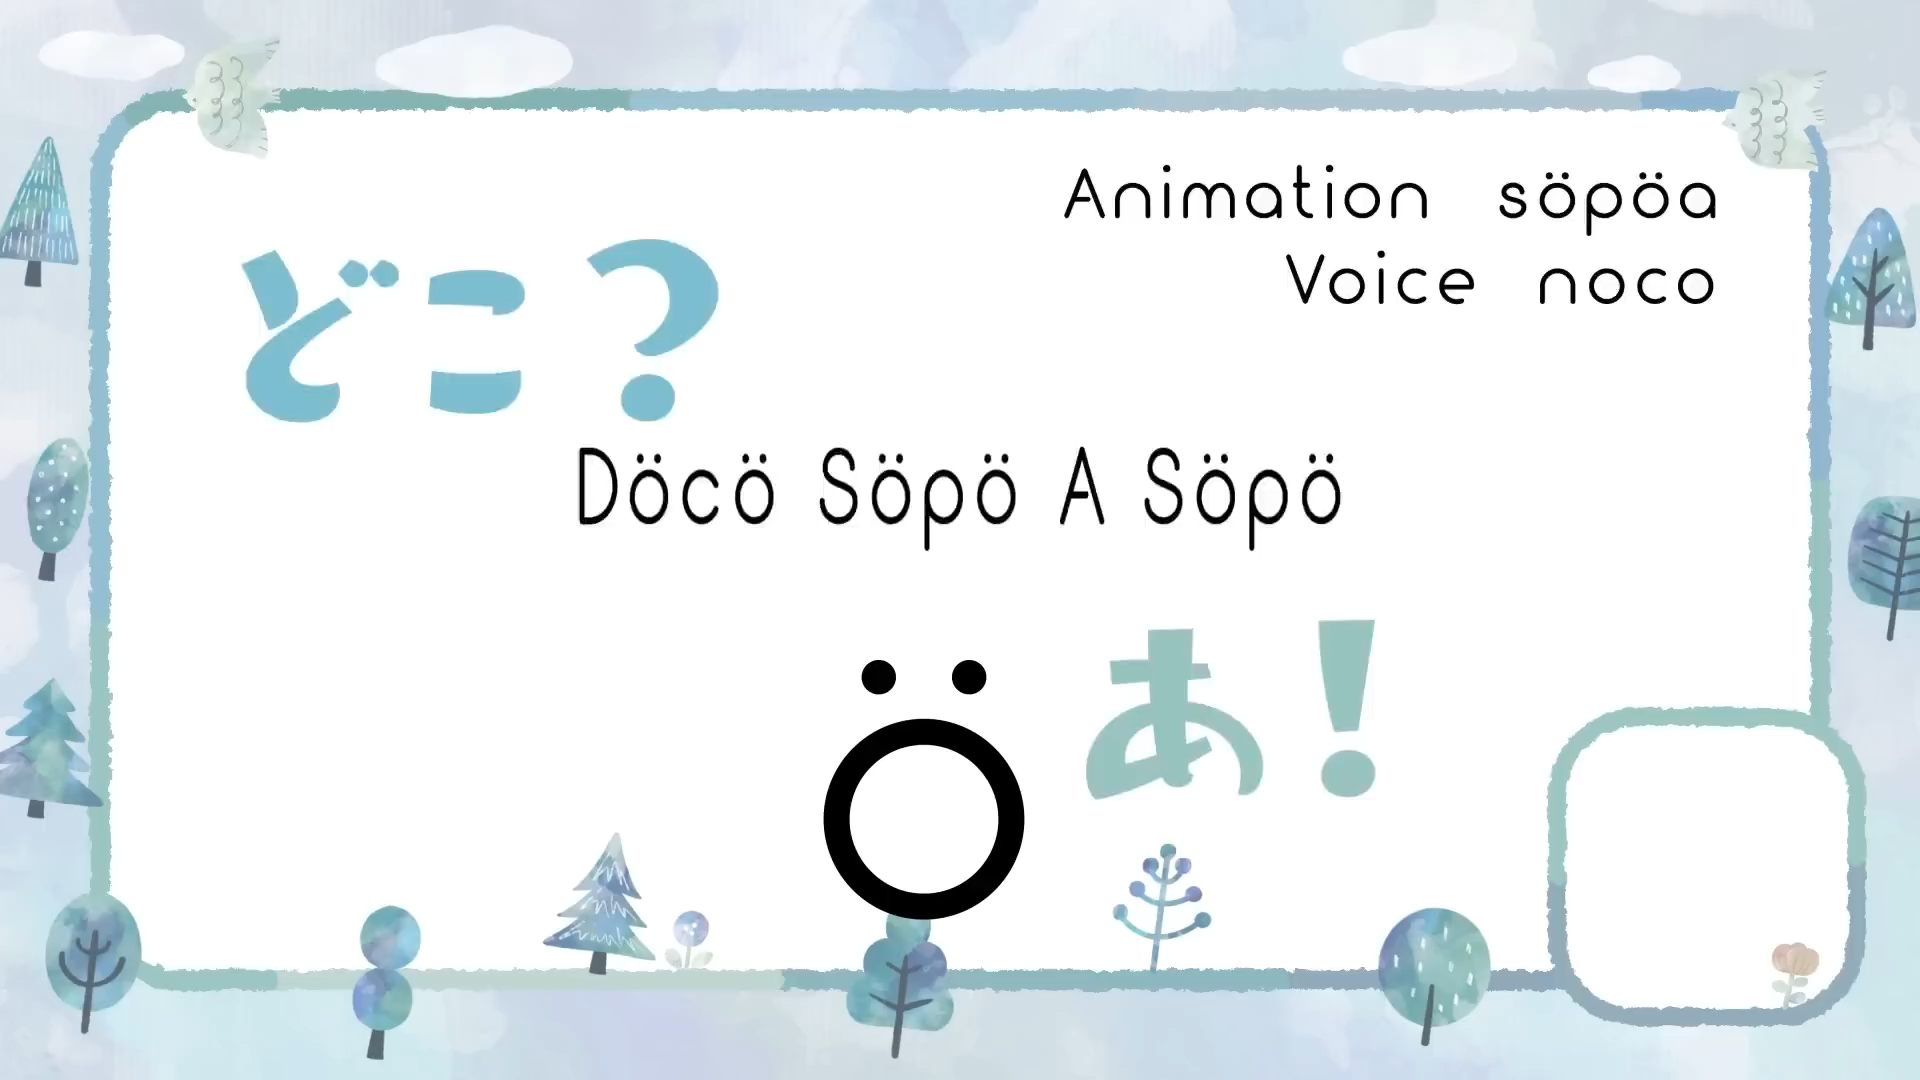 Animation söpöa
Voice noco
どこ？
Döcö Söpö A Söpö
ö
あ！